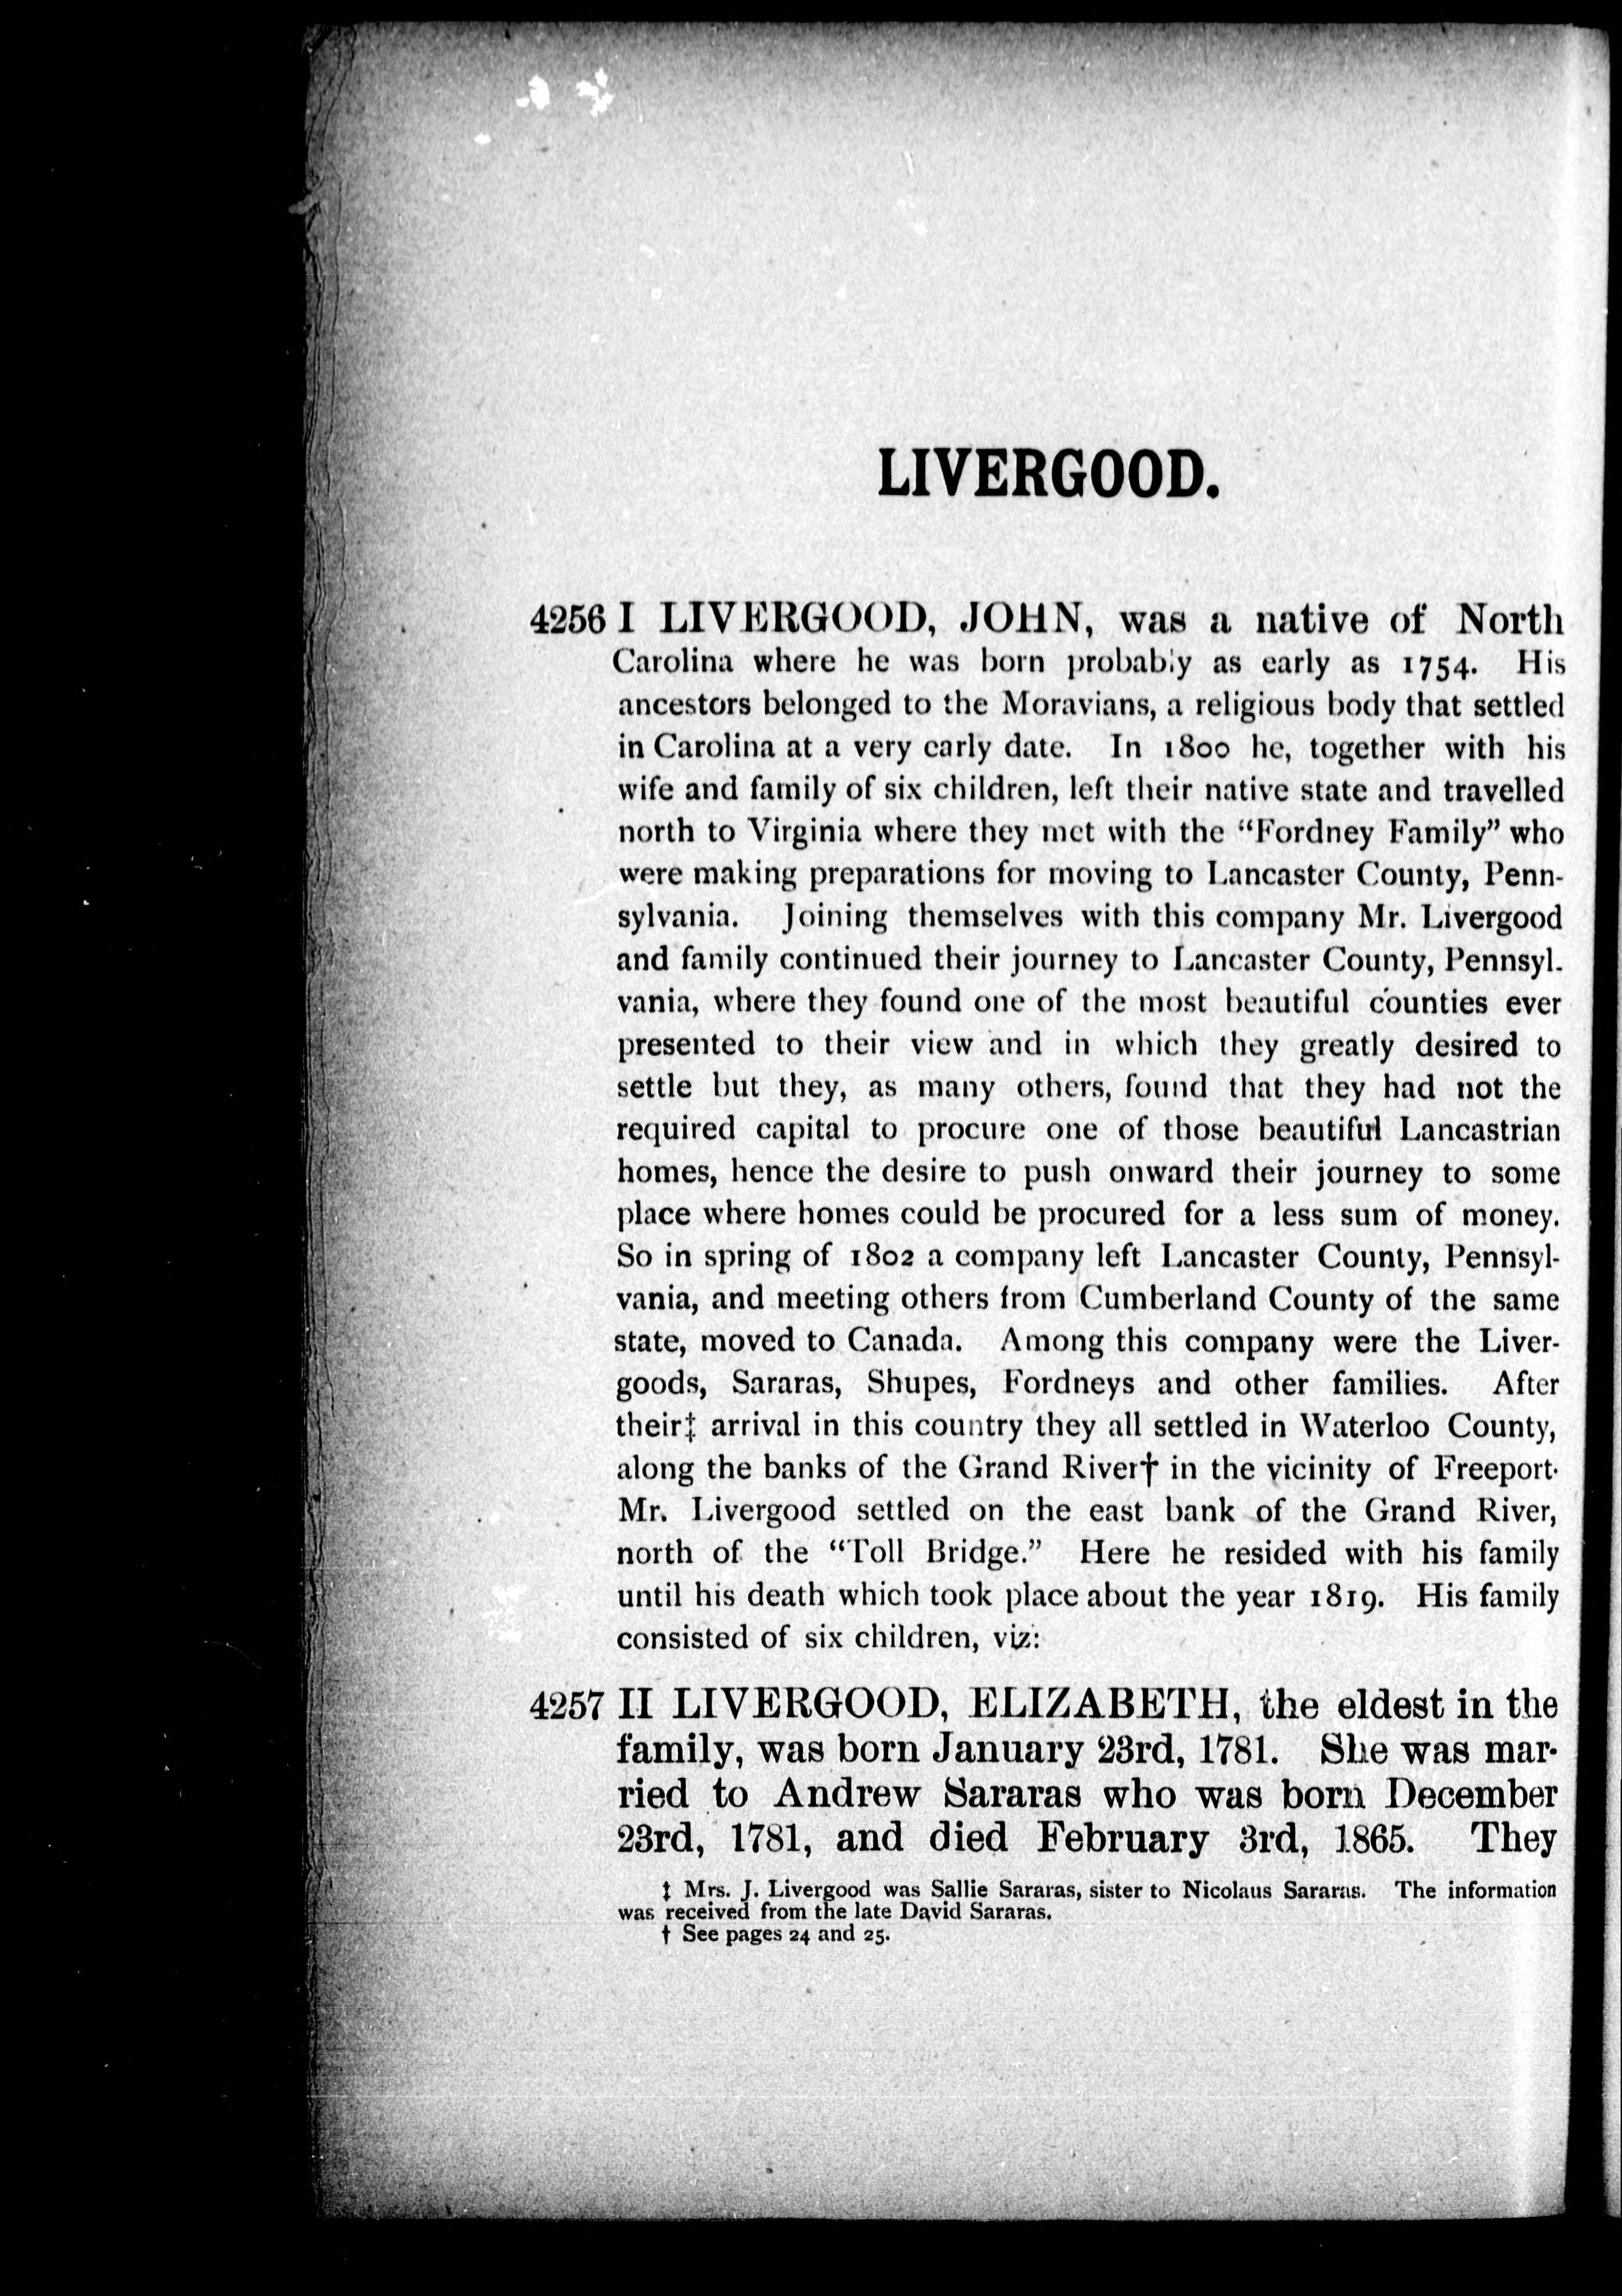 LIVERGOOD.
4256 I LIVERGOOD, JOHN, was a native of North
Carolina where he was born probably as early as 1754. His
ancestors belonged to the Moravians, a religious body that settled
in Carolina at a very early date. In 1800 he, together with his
wife and family of six children, left their native state and travelled
north to Virginia where they met with the “Fordney Family” who
were making preparations for moving to Lancaster County, Penn-
sylvania. Joining themselves with this company Mr. Livergood
and family continued their journey to Lancaster County, Pennsyl-
vania, where they found one of the most beautiful counties ever
presented to their view and in which they greatly desired to
settle but they, as many others, found that they had not the
required capital to procure one of those beautiful Lancastrian
homes, hence the desire to push onward their journey to some
place where homes could be procured for a less sum of money.
So in spring of 1802 a company left Lancaster County, Pennsyl-
vania, and meeting others from Cumberland County of the same
state, moved to Canada. Among this company were the Liver-
goods, Sararas, Shupes, Fordneys and other families. After
their‡ arrival in this country they all settled in Waterloo County,
along the banks of the Grand River† in the vicinity of Freeport.
Mr. Livergood settled on the east bank of the Grand River,
north of the “Toll Bridge.” Here he resided with his family
until his death which took place about the year 1819. His family
consisted of six children, viz:
4257 II LIVERGOOD, ELIZABETH, the eldest in the
family, was born January 23rd, 1781. She was mar-
ried to Andrew Sararas who was born December
23rd, 1781, and died February 3rd, 1865. They
‡ Mrs. J. Livergood was Sallie Sararas, sister to Nicolaus Sararas. The information
was received from the late David Sararas.
† See pages 24 and 25.